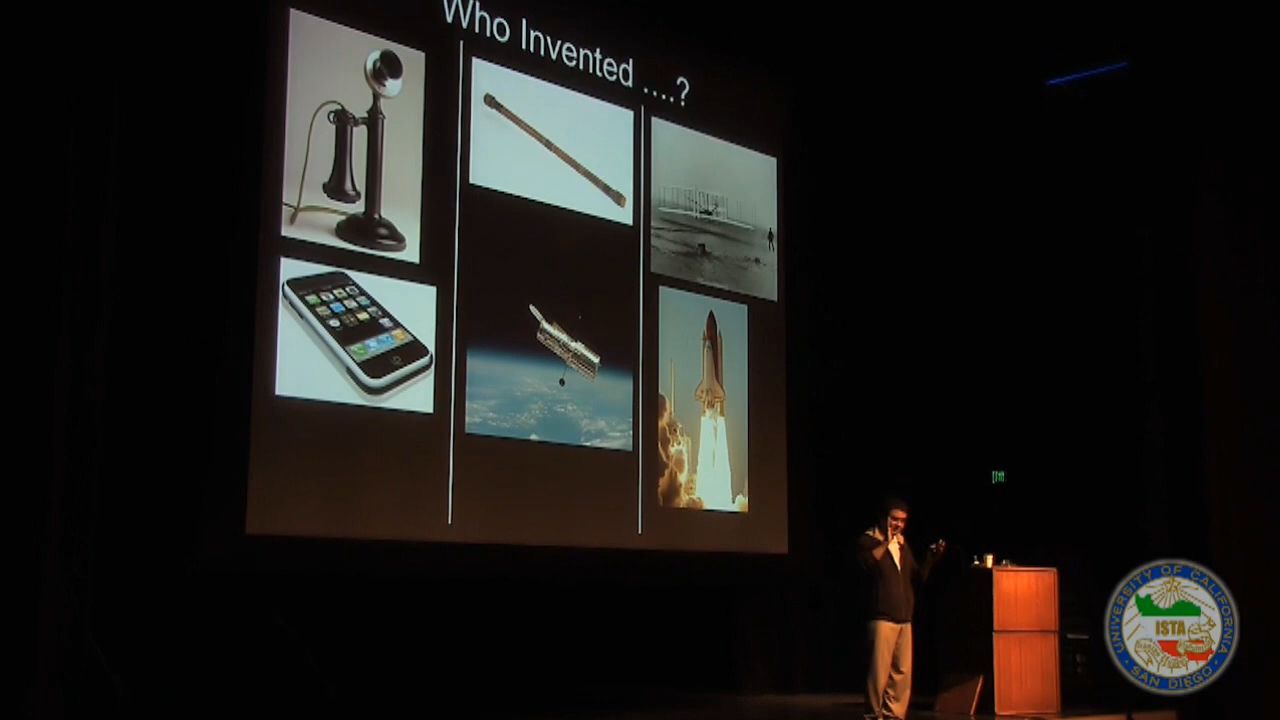 Who Invented ....?
UNIVERSITY OF CALIFORNIA
ISTA
SAN DIEGO